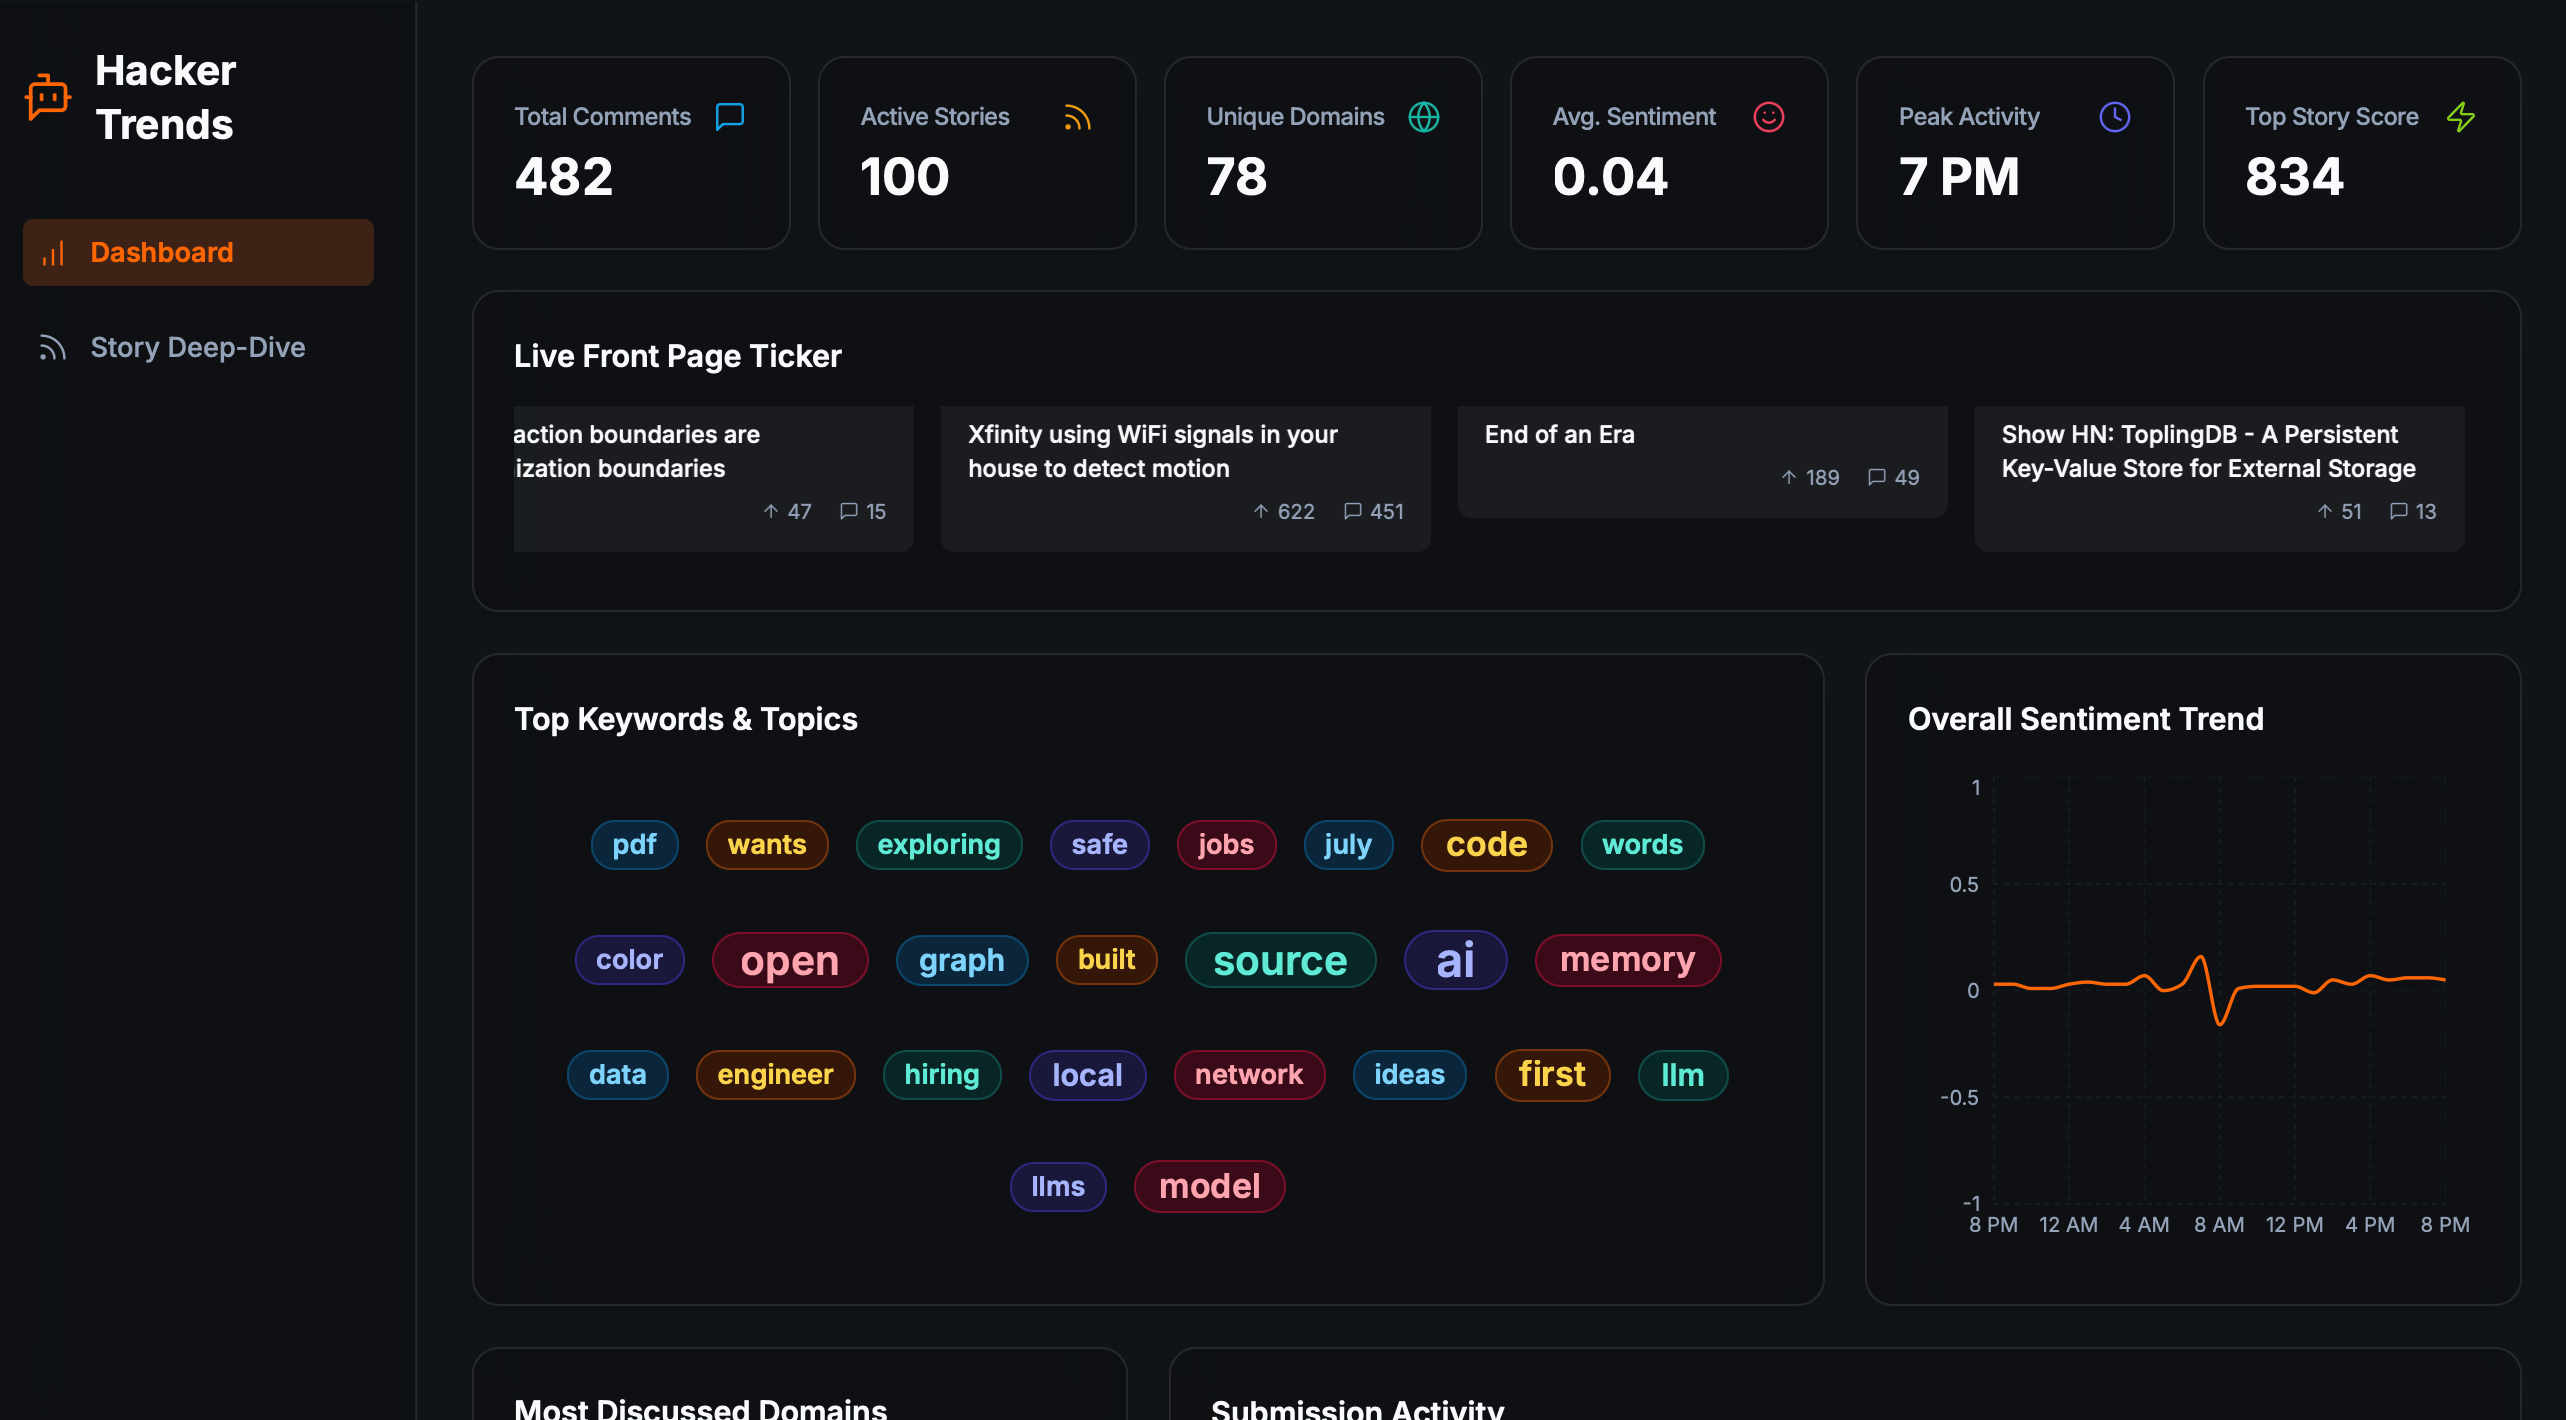 Hacker
Trends
Dashboard
Story Deep-Dive
Total Comments
482
Active Stories
100
Unique Domains
78
Avg. Sentiment
0.04
Peak Activity
7 PM
Top Story Score
834
Live Front Page Ticker
action boundaries are
ization boundaries
47 15
Xfinity using WiFi signals in your
house to detect motion
622 451
End of an Era
189 49
Show HN: ToplingDB - A Persistent
Key-Value Store for External Storage
51 13
Top Keywords & Topics
pdf wants exploring safe jobs july code words
color open graph built source ai memory
data engineer hiring local network ideas first llm
llms model
Overall Sentiment Trend
1
0.5
0
-0.5
-1
8 PM 12 AM 4 AM 8 AM 12 PM 4 PM 8 PM
Most Discussed Domains
Submission Activity